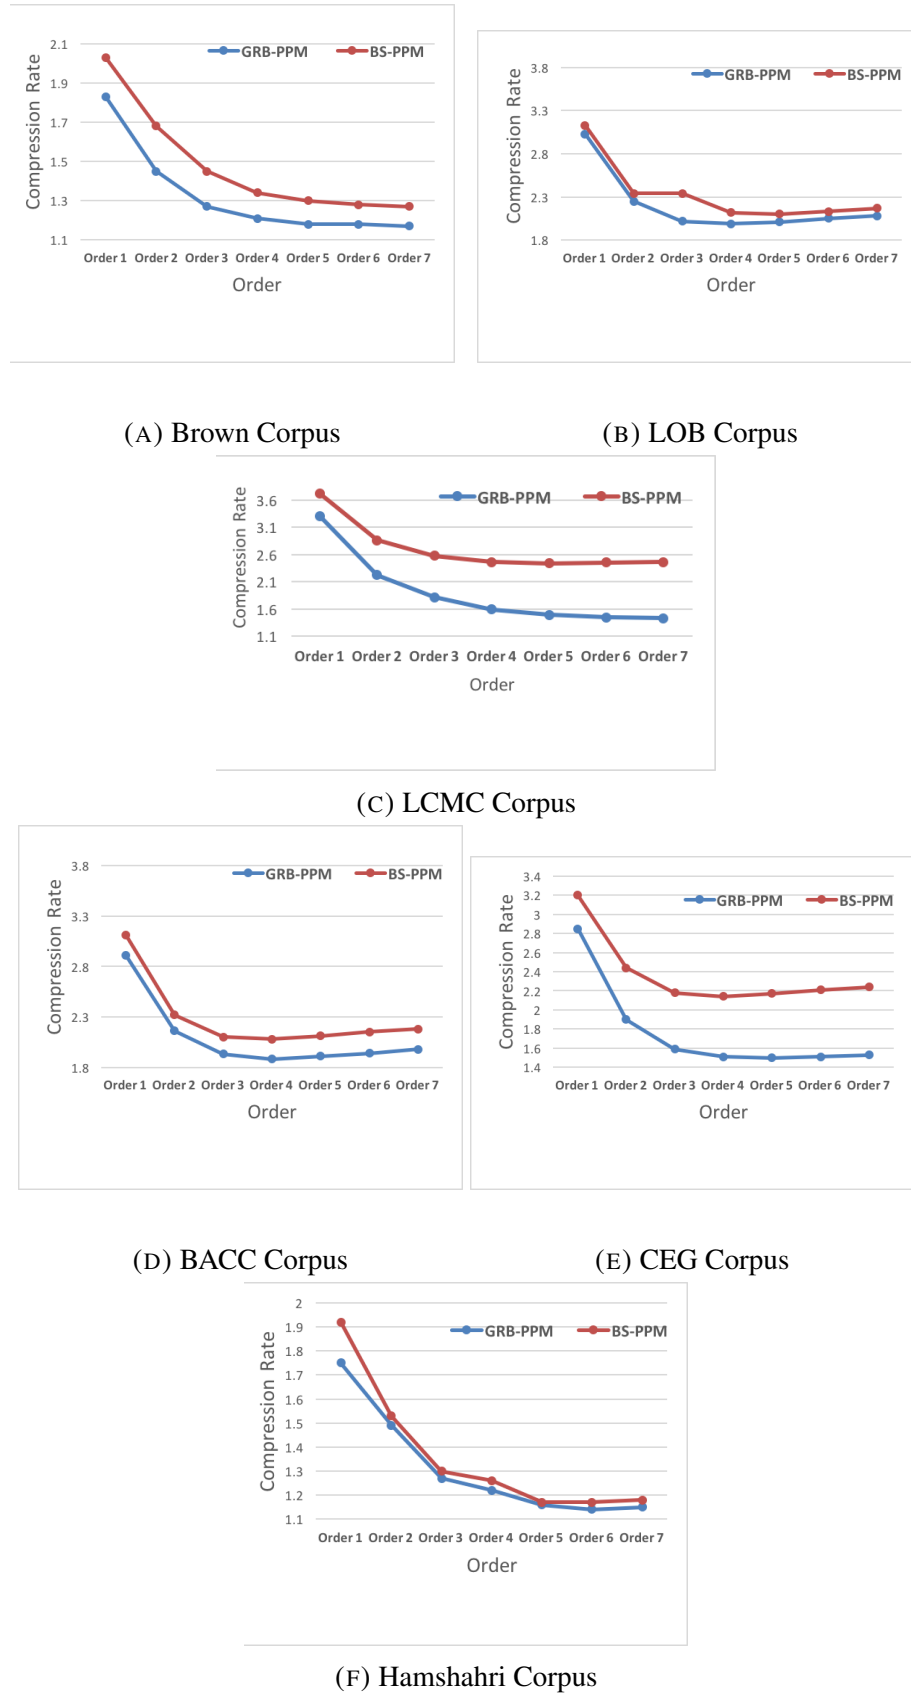 2.1
1.9
1.7
1.5
1.3
1.1
Compression Rate
GRB-PPM BS-PPM
Order 1 Order 2 Order 3 Order 4 Order 5 Order 6 Order 7
Order
3.8
3.3
2.8
2.3
1.8
Compression Rate
GRB-PPM BS-PPM
Order 1 Order 2 Order 3 Order 4 Order 5 Order 6 Order 7
Order
(A) Brown Corpus
(B) LOB Corpus
3.6
3.1
2.6
2.1
1.6
1.1
Compression Rate
GRB-PPM BS-PPM
Order 1 Order 2 Order 3 Order 4 Order 5 Order 6 Order 7
Order
(C) LCMC Corpus
3.8
3.3
2.8
2.3
1.8
Compression Rate
GRB-PPM BS-PPM
Order 1 Order 2 Order 3 Order 4 Order 5 Order 6 Order 7
Order
3.4
3.2
3
2.8
2.6
2.4
2.2
2
1.8
1.6
1.4
Compression Rate
GRB-PPM BS-PPM
Order 1 Order 2 Order 3 Order 4 Order 5 Order 6 Order 7
Order
(D) BACC Corpus
(E) CEG Corpus
2
1.9
1.8
1.7
1.6
1.5
1.4
1.3
1.2
1.1
Compression Rate
GRB-PPM BS-PPM
Order 1 Order 2 Order 3 Order 4 Order 5 Order 6 Order 7
Order
(F) Hamshahri Corpus